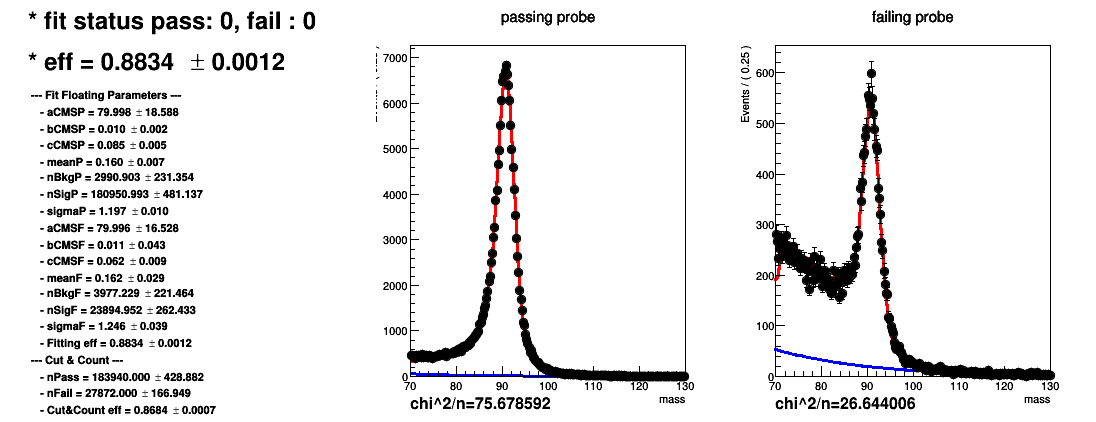 * fit status pass: 0, fail : 0
* eff = 0.8834 ± 0.0012
--- Fit Floating Parameters ---
- aCMSP = 79.998 ± 18.588
- bCMSP = 0.010 ± 0.002
- cCMSP = 0.085 ± 0.005
- meanP = 0.160 ± 0.007
- nBkgP = 2990.903 ± 231.354
- nSigP = 180950.993 ± 481.137
- sigmaP = 1.197 ± 0.010
- aCMSF = 79.996 ± 16.528
- bCMSF = 0.011 ± 0.043
- cCMSF = 0.062 ± 0.009
- meanF = 0.162 ± 0.029
- nBkgF = 3977.229 ± 221.464
- nSigF = 23894.952 ± 262.433
- sigmaF = 1.246 ± 0.039
- Fitting eff = 0.8834 ± 0.0012
--- Cut & Count ---
- nPass = 183940.000 ± 428.882
- nFail = 27872.000 ± 166.949
- Cut&Count eff = 0.8684 ± 0.0007
passing probe
7000
6000
5000
4000
3000
2000
1000
0
70 80 90 100 110 120 130
mass
chi^2/n=75.678592
failing probe
Events / ( 0.25 )
600
500
400
300
200
100
0
70 80 90 100 110 120 130
mass
chi^2/n=26.644006